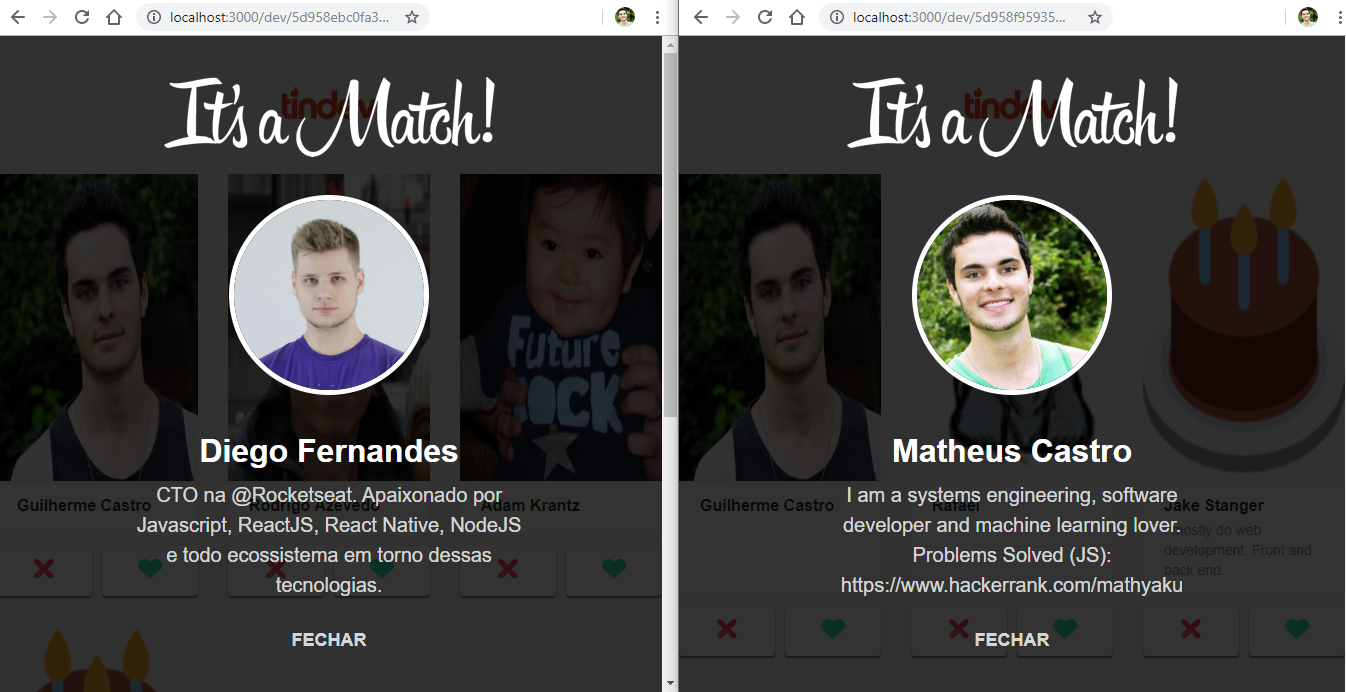 localhost:3000/dev/5d958ebc0fa3...
It's a Match!
tindev
Future
ROCK
Diego Fernandes
CTO na @Rocketseat. Apaixonado por
Javascript, ReactJS, React Native, NodeJS
e todo ecossistema em torno dessas
tecnologias.
Guilherme Castro
Rodrigo Azevedo
Adam Krantz
FECHAR
localhost:3000/dev/5d958f95935...
It's a Match!
tindev
Matheus Castro
I am a systems engineering, software
developer and machine learning lover.
Problems Solved (JS):
https://www.hackerrank.com/mathyaku
Guilherme Castro
Rafael
Jake Stanger
I mostly do web
development. Front and
back end.
FECHAR